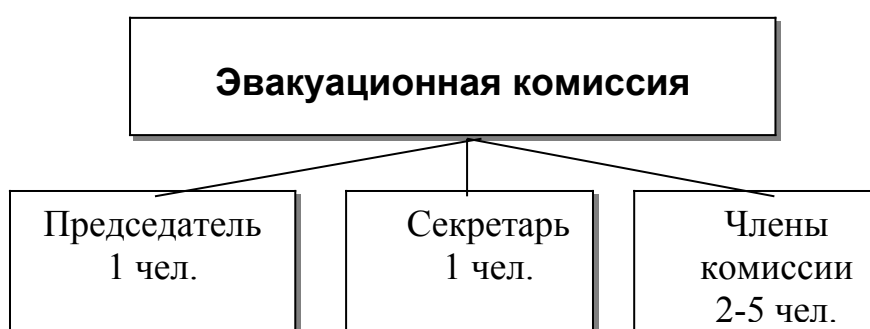 Эвакуационная комиссия
Председатель
1 чел.
Секретарь
1 чел.
Члены
комиссии
2-5 чел.